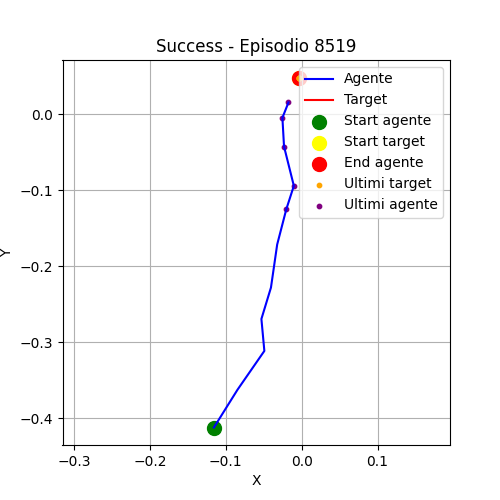 Success - Episodio 8519
Agente
Target
Start agente
Start target
End agente
Ultimi target
Ultimi agente
0.0
−0.1
−0.2
−0.3
−0.4
Y
−0.3
−0.2
−0.1
0.0
0.1
X